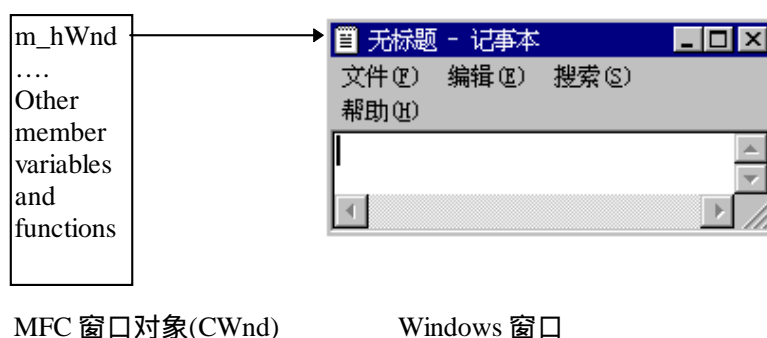 m_hWnd
….
Other
member
variables
and
functions
无标题 - 记事本
文件(F) 编辑(E) 搜索(S)
帮助(H)
MFC 窗口对象(CWnd)
Windows 窗口